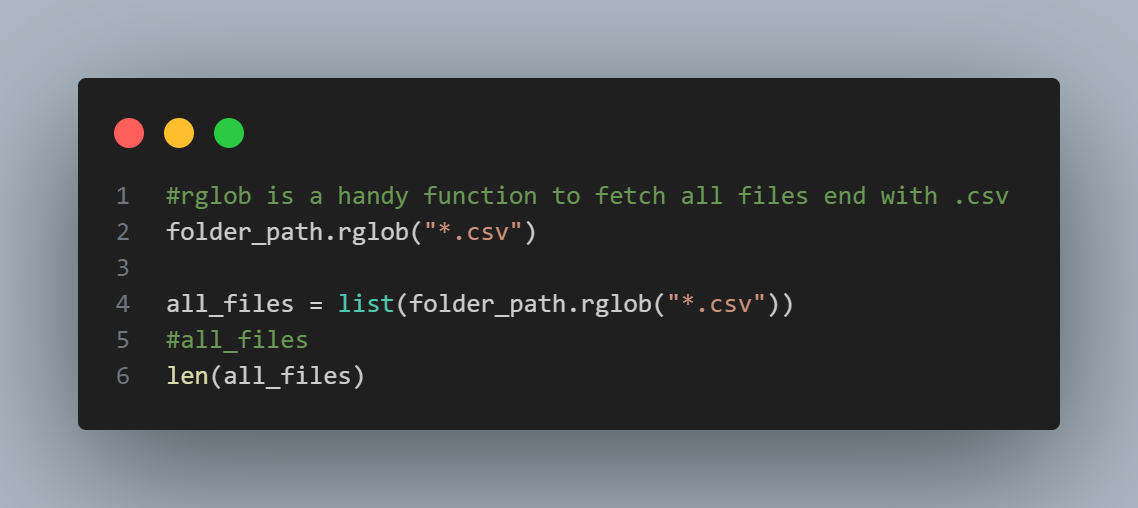 1 #rglob is a handy function to fetch all files end with .csv
2 folder_path.rglob("*.csv")
3
4 all_files = list(folder_path.rglob("*.csv"))
5 #all_files
6 len(all_files)